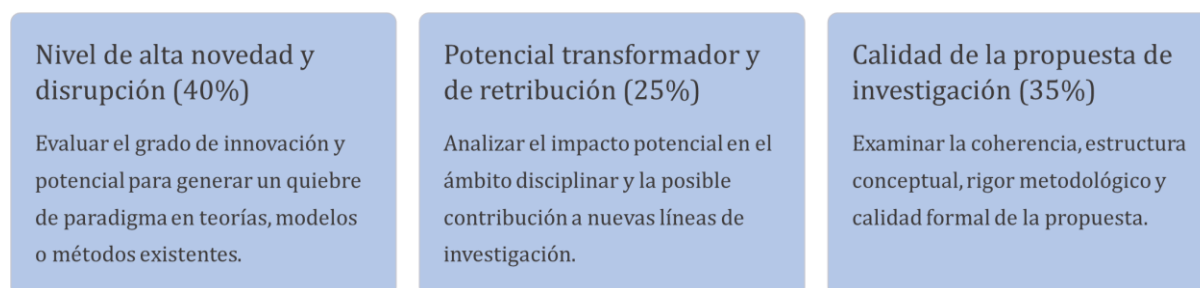 Nivel de alta novedad y
disrupción (40%)
Evaluar el grado de innovación y
potencial para generar un quiebre
de paradigma en teorías, modelos
o métodos existentes.
Potencial transformador y
de retribución (25%)
Analizar el impacto potencial en el
ámbito disciplinar y la posible
contribución a nuevas líneas de
investigación.
Calidad de la propuesta de
investigación (35%)
Examinar la coherencia, estructura
conceptual, rigor metodológico y
calidad formal de la propuesta.